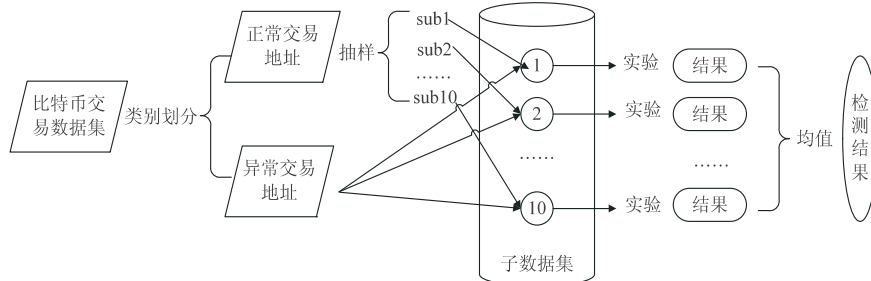 比特币交
易数据集
类别划分
正常交易
地址
异常交易
地址
抽样
sub1
sub2
……
sub10
1
2
……
10
子数据集
实验
结果
实验
结果
……
实验
结果
均值
检测结果